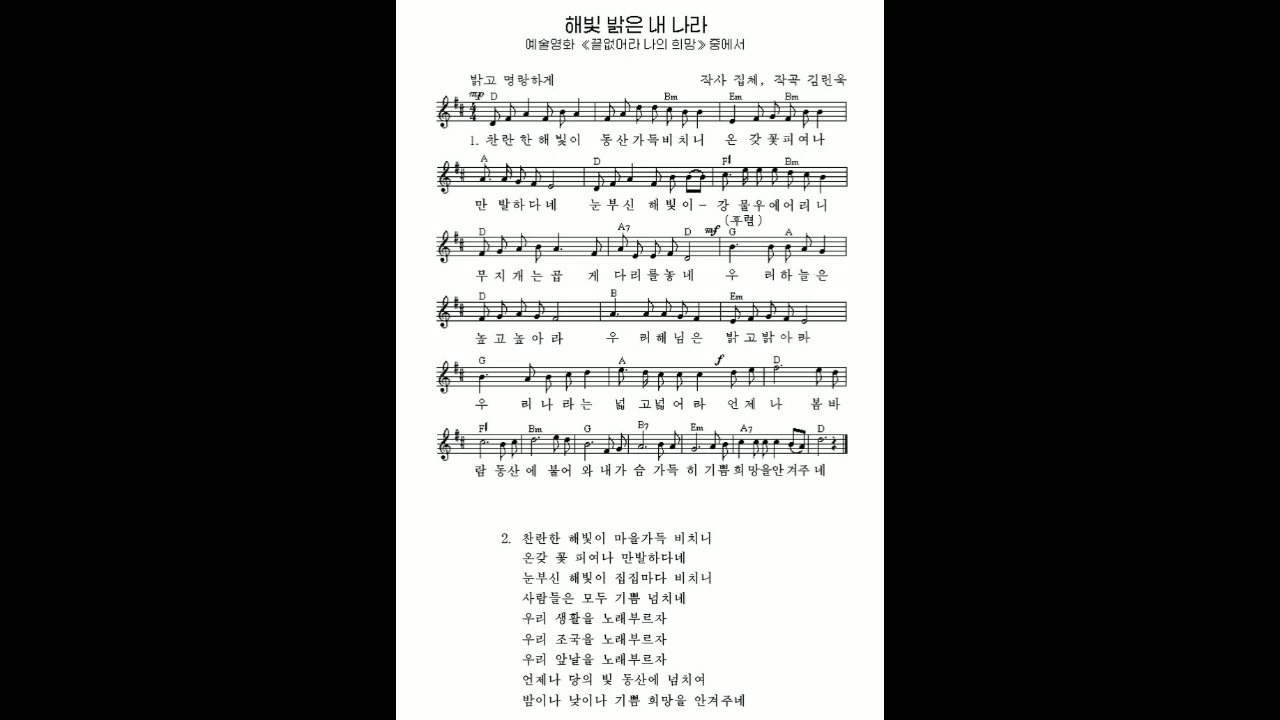 해빛 밝은 내 나라
예술영화 《끝없어라 나의 희망》 중에서
밝고 명랑하게 작사 집체, 작곡 김린욱
mp D Bm Em Bm
1. 찬란한해빛이 동산가득비치니 온갖꽃피여나
A D F# Bm
만발하다네 눈부신해빛이- 강물우에어리니
(후렴)
D A7 D mf G A
무지개는곱게다리를놓네 우리하늘은
D B Em
높고높아라 우리해님은 밝고밝아라
G A f D
우리나라는 넓고넓어라 언제나 봄바
F# Bm G B7 Em A7 D
람 동산에 불어와 내가슴 가득히 기쁨희망을안겨주네
2. 찬란한 해빛이 마을가득 비치니
온갖 꽃 피여나 만발하다네
눈부신 해빛이 집집마다 비치니
사람들은 모두 기쁨 넘치네
우리 생활을 노래부르자
우리 조국을 노래부르자
우리 앞날을 노래부르자
언제나 당의 빛 동산에 넘치여
밤이나 낮이나 기쁨 희망을 안겨주네